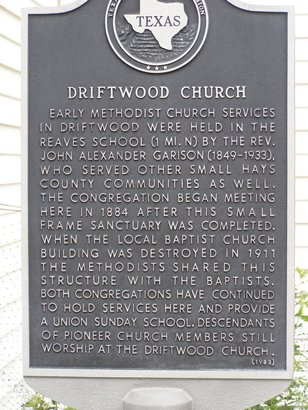 TEXAS
DRIFTWOOD CHURCH
EARLY METHODIST CHURCH SERVICES
IN DRIFTWOOD WERE HELD IN THE
REAVES SCHOOL (1 MI. N) BY THE REV.
JOHN ALEXANDER GARISON (1849-1933),
WHO SERVED OTHER SMALL HAYS
COUNTY COMMUNITIES AS WELL.
THE CONGREGATION BEGAN MEETING
HERE IN 1884 AFTER THIS SMALL
FRAME SANCTUARY WAS COMPLETED.
WHEN THE LOCAL BAPTIST CHURCH
BUILDING WAS DESTROYED IN 1911
THE METHODISTS SHARED THIS
STRUCTURE WITH THE BAPTISTS.
BOTH CONGREGATIONS HAVE CONTINUED
TO HOLD SERVICES HERE AND PROVIDE
A UNION SUNDAY SCHOOL. DESCENDANTS
OF PIONEER CHURCH MEMBERS STILL
WORSHIP AT THE DRIFTWOOD CHURCH.
(1983)